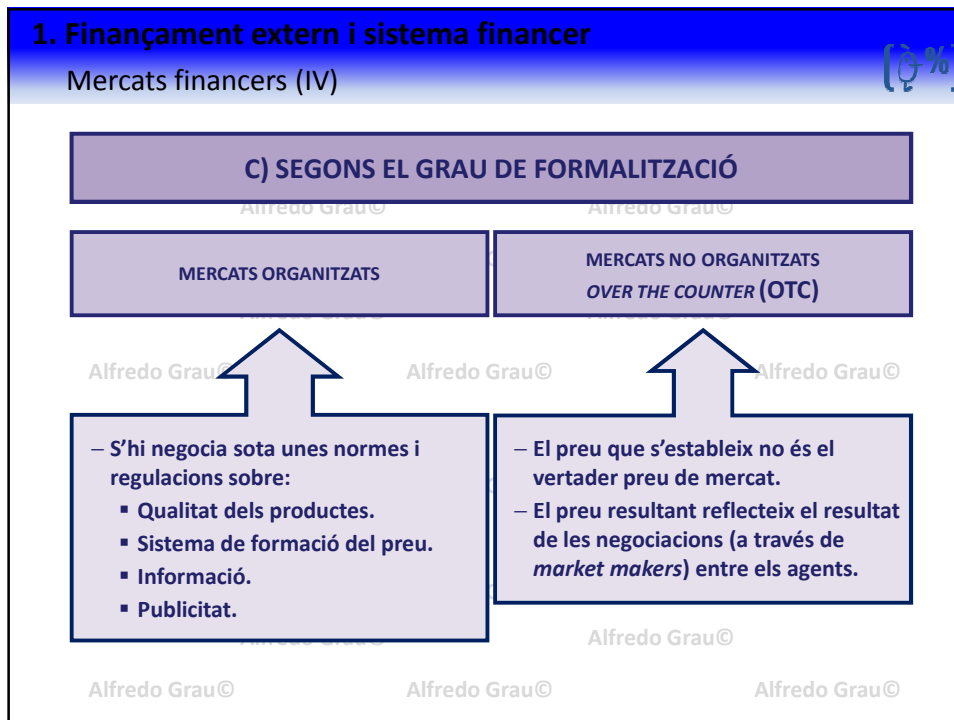 1. Finançament extern i sistema financer
Mercats financers (IV)
C) SEGONS EL GRAU DE FORMALITZACIÓ
Alfredo Grau© Alfredo Grau©
MERCATS ORGANITZATS
MERCATS NO ORGANITZATS
OVER THE COUNTER (OTC)
Alfredo Grau© Alfredo Grau© Alfredo Grau©
– S’hi negocia sota unes normes i
regulacions sobre:
▪ Qualitat dels productes.
▪ Sistema de formació del preu.
▪ Informació.
▪ Publicitat.
– El preu que s’estableix no és el
vertader preu de mercat.
– El preu resultant reflecteix el resultat
de les negociacions (a través de
market makers) entre els agents.
Alfredo Grau©
Alfredo Grau© Alfredo Grau© Alfredo Grau©